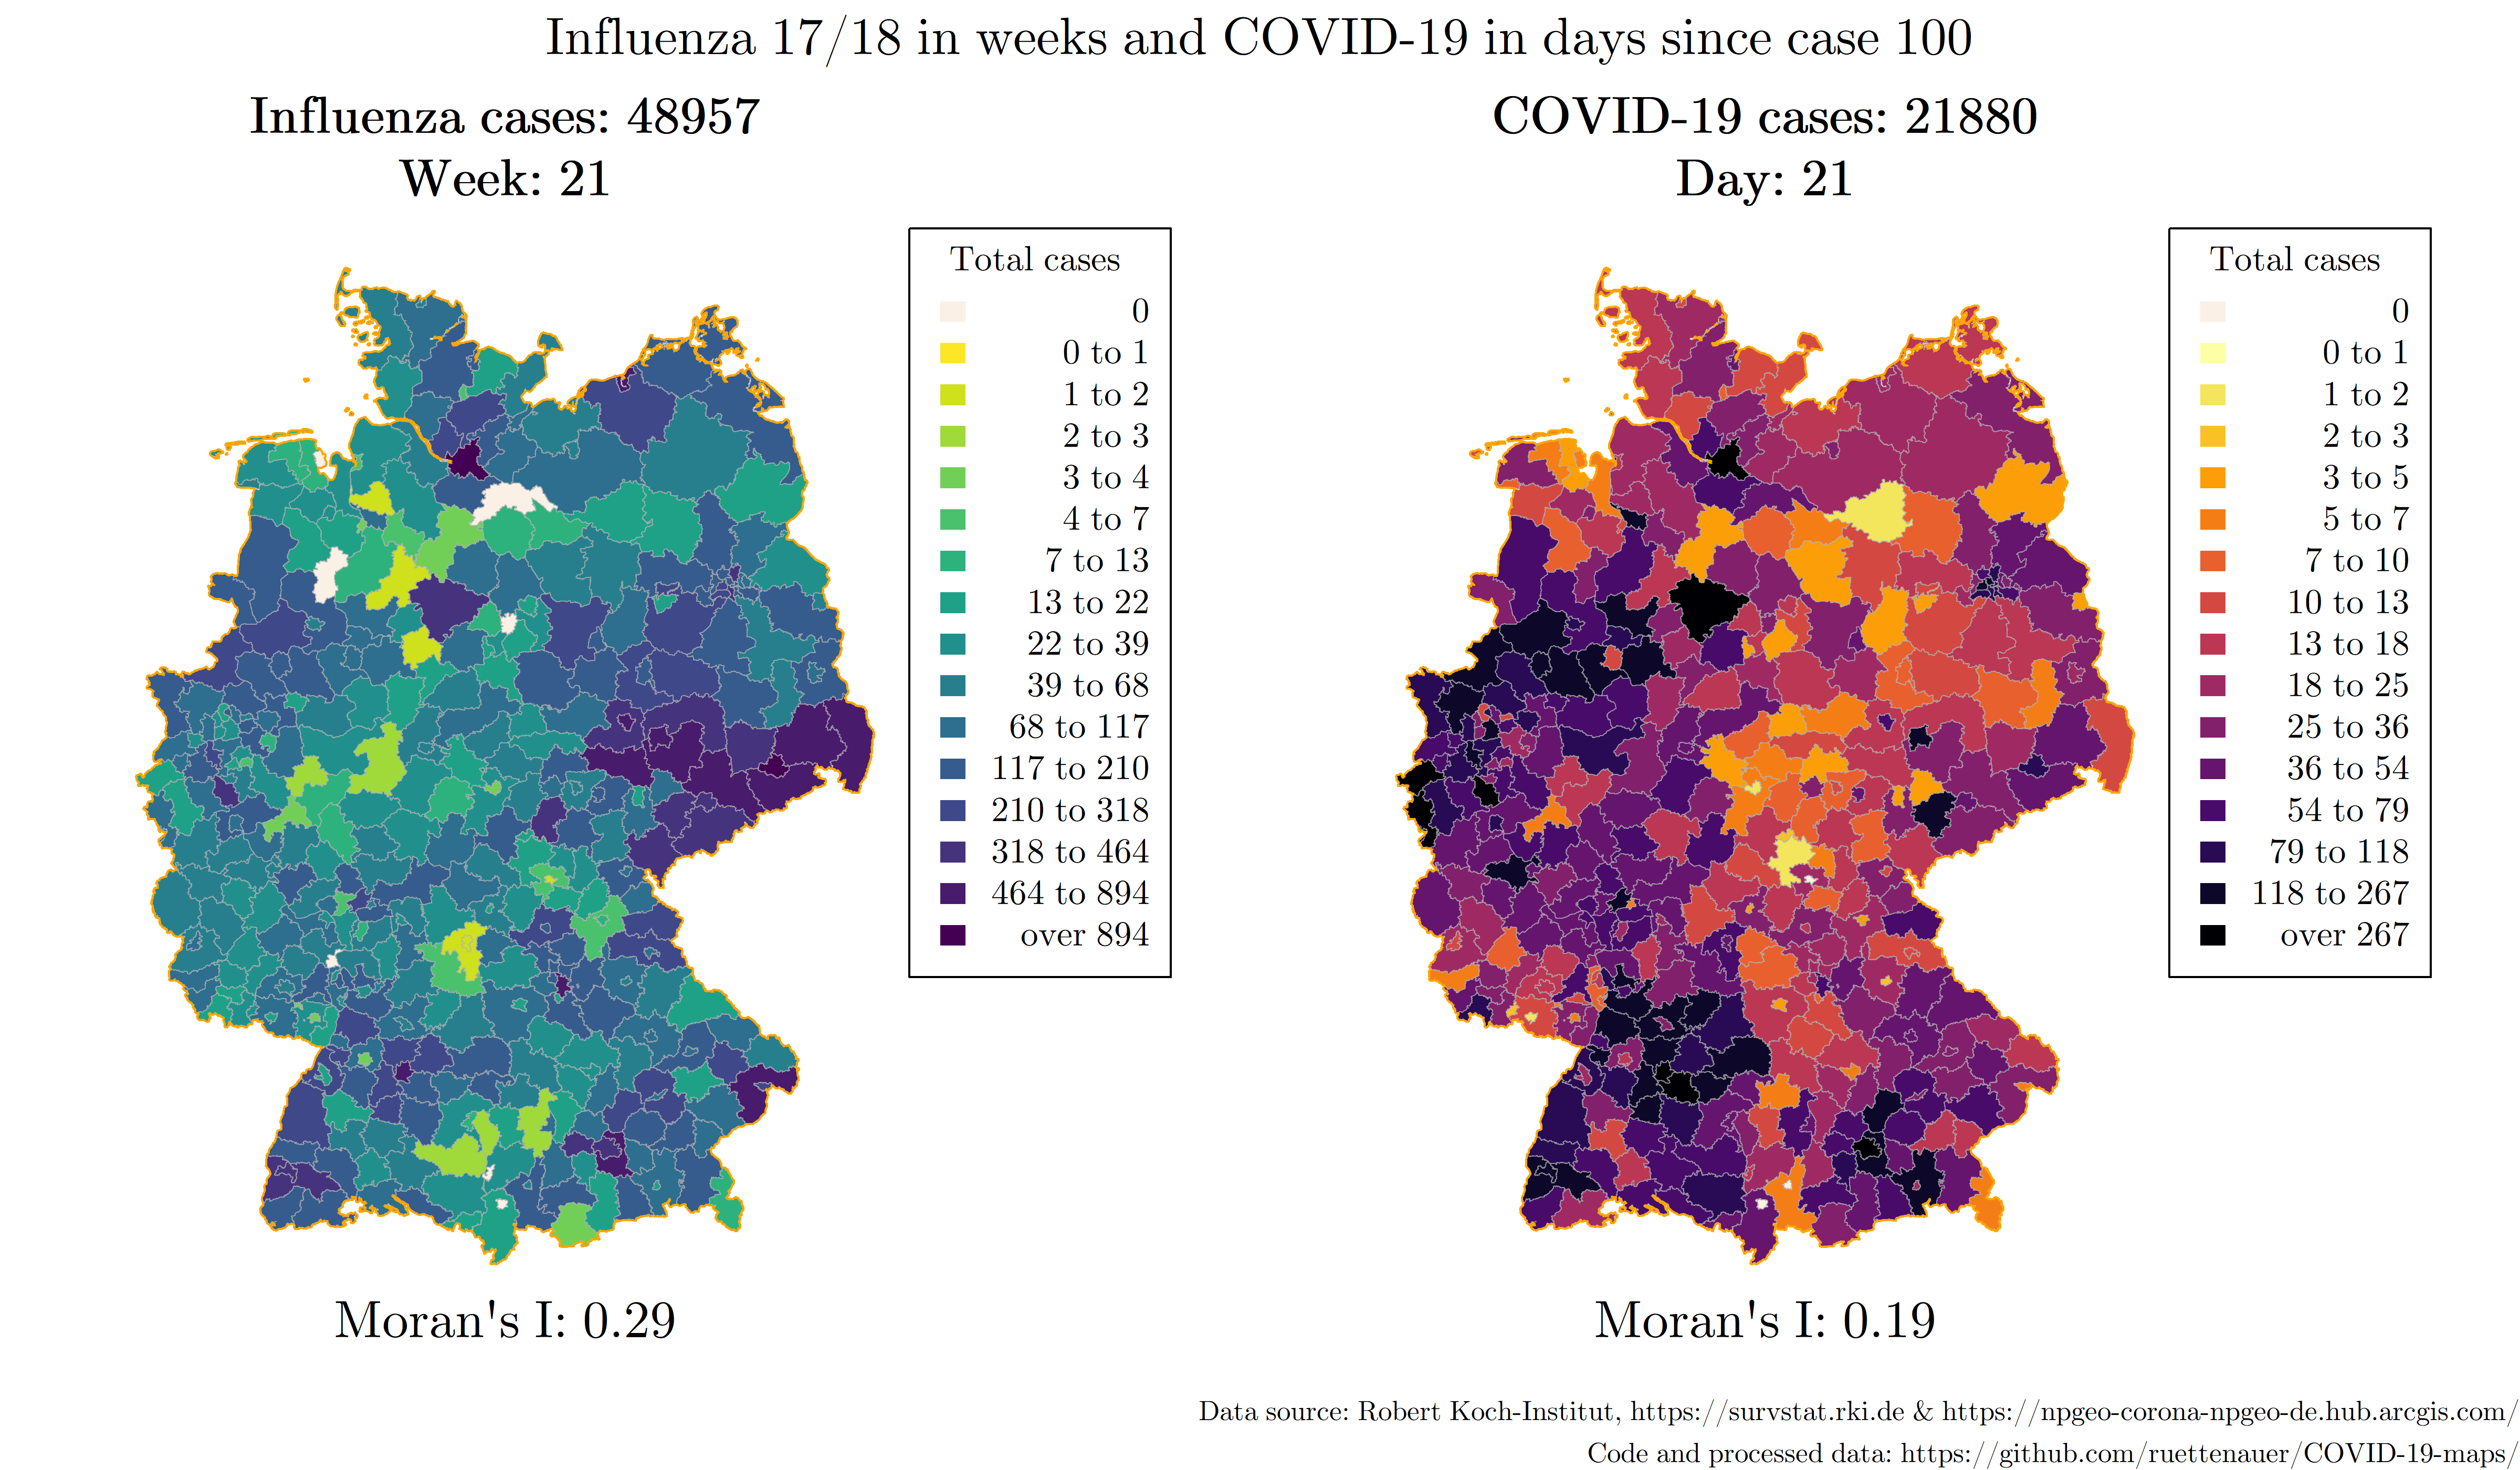 Influenza 17/18 in weeks and COVID-19 in days since case 100
Influenza cases: 48957
Week: 21
Total cases
0
0 to 1
1 to 2
2 to 3
3 to 4
4 to 7
7 to 13
13 to 22
22 to 39
39 to 68
68 to 117
117 to 210
210 to 318
318 to 464
464 to 894
over 894
Moran's I: 0.29
COVID-19 cases: 21880
Day: 21
Total cases
0
0 to 1
1 to 2
2 to 3
3 to 5
5 to 7
7 to 10
10 to 13
13 to 18
18 to 25
25 to 36
36 to 54
54 to 79
79 to 118
118 to 267
over 267
Moran's I: 0.19
Data source: Robert Koch-Institut, https://survstat.rki.de & https://npgeo-corona-npgeo-de.hub.arcgis.com/
Code and processed data: https://github.com/ruettenauer/COVID-19-maps/